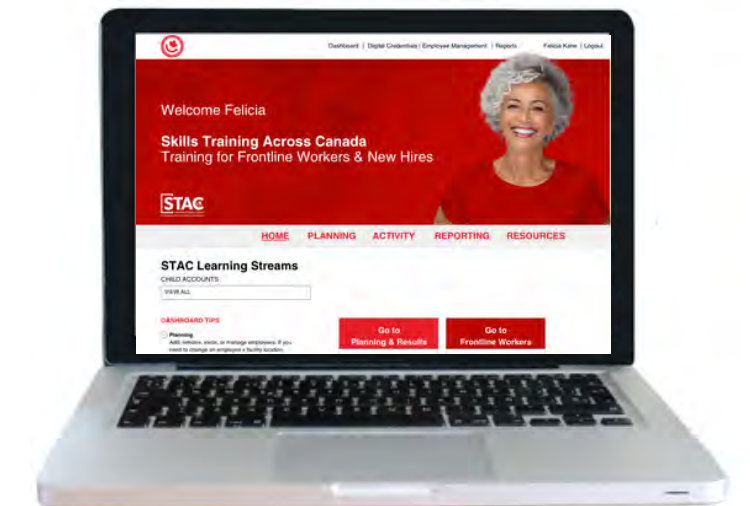 Dashboard | Digital Credentials | Employee Management | Reports Felicia Kane | Logout
Welcome Felicia
Skills Training Across Canada
Training for Frontline Workers & New Hires
STAC
HOME PLANNING ACTIVITY REPORTING RESOURCES
STAC Learning Streams
CHILD ACCOUNTS
VIEW ALL
DASHBOARD TIPS
Planning
Add, remove, move, or manage employees. If you
need to change an employee's facility location,
Go to
Planning & Results
Go to
Frontline Workers